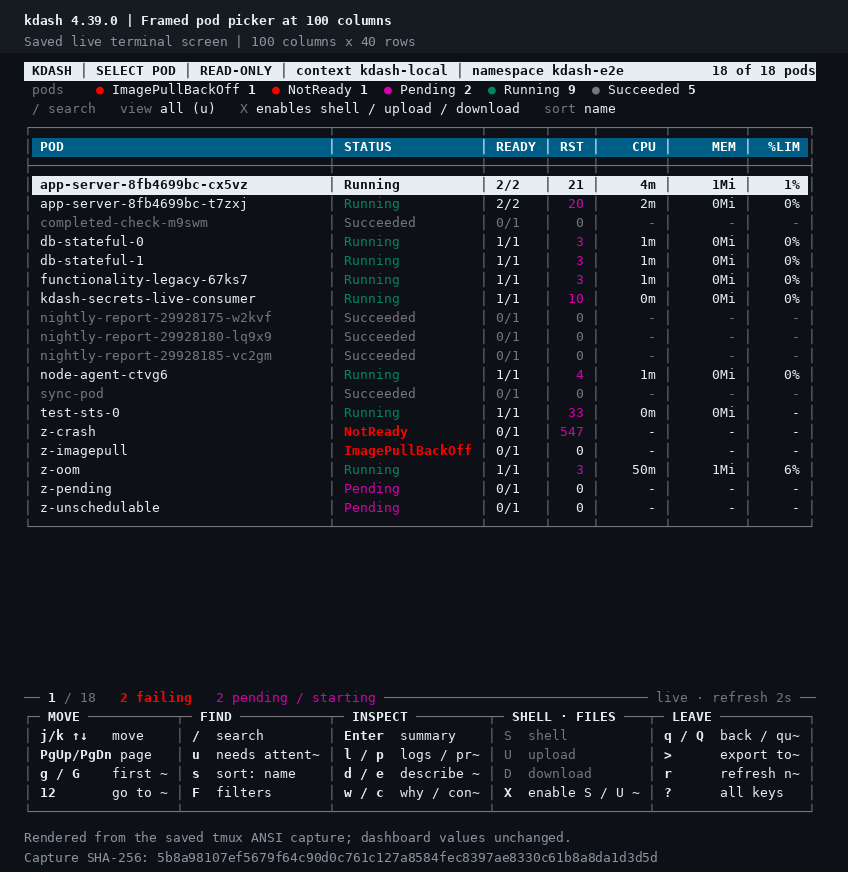 kdash 4.39.0 | Framed pod picker at 100 columns
Saved live terminal screen | 100 columns x 40 rows
KDASH │ SELECT POD │ READ-ONLY │ context kdash-local │ namespace kdash-e2e 18 of 18 pods
pods ● ImagePullBackOff 1 ● NotReady 1 ● Pending 2 ● Running 9 ● Succeeded 5
/ search view all (u) X enables shell / upload / download sort name
│ POD │ STATUS │ READY │ RST │ CPU │ MEM │ %LIM │
│ app-server-8fb4699bc-cx5vz │ Running │ 2/2 │ 21 │ 4m │ 1Mi │ 1% │
│ app-server-8fb4699bc-t7zxj │ Running │ 2/2 │ 20 │ 2m │ 0Mi │ 0% │
│ completed-check-m9swm │ Succeeded │ 0/1 │ 0 │ - │ - │ - │
│ db-stateful-0 │ Running │ 1/1 │ 3 │ 1m │ 0Mi │ 0% │
│ db-stateful-1 │ Running │ 1/1 │ 3 │ 1m │ 0Mi │ 0% │
│ functionality-legacy-67ks7 │ Running │ 1/1 │ 3 │ 1m │ 0Mi │ 0% │
│ kdash-secrets-live-consumer │ Running │ 1/1 │ 10 │ 0m │ 0Mi │ 0% │
│ nightly-report-29928175-w2kvf │ Succeeded │ 0/1 │ 0 │ - │ - │ - │
│ nightly-report-29928180-lq9x9 │ Succeeded │ 0/1 │ 0 │ - │ - │ - │
│ nightly-report-29928185-vc2gm │ Succeeded │ 0/1 │ 0 │ - │ - │ - │
│ node-agent-ctvg6 │ Running │ 1/1 │ 4 │ 1m │ 0Mi │ 0% │
│ sync-pod │ Succeeded │ 0/1 │ 0 │ - │ - │ - │
│ test-sts-0 │ Running │ 1/1 │ 33 │ 0m │ 0Mi │ - │
│ z-crash │ NotReady │ 0/1 │ 547 │ - │ - │ - │
│ z-imagepull │ ImagePullBackOff │ 0/1 │ 0 │ - │ - │ - │
│ z-oom │ Running │ 1/1 │ 3 │ 50m │ 1Mi │ 6% │
│ z-pending │ Pending │ 0/1 │ 0 │ - │ - │ - │
│ z-unschedulable │ Pending │ 0/1 │ 0 │ - │ - │ - │
── 1 / 18 2 failing 2 pending / starting ── live · refresh 2s ──
┌─ MOVE ─┬─ FIND ─┬─ INSPECT ─┬─ SHELL · FILES ─┬─ LEAVE ─┐
│ j/k ↑↓ move │ / search │ Enter summary │ S shell │ q / Q back / qu~ │
│ PgUp/PgDn page │ u needs attent~ │ l / p logs / pr~ │ U upload │ > export to~ │
│ g / G first ~ │ s sort: name │ d / e describe ~ │ D download │ r refresh n~ │
│ 12 go to ~ │ F filters │ w / c why / con~ │ X enable S / U ~ │ ? all keys │
Rendered from the saved tmux ANSI capture; dashboard values unchanged.
Capture SHA-256: 5b8a98107ef5679f64c90d0c761c127a8584fec8397ae8330c61b8a8da1d3d5d